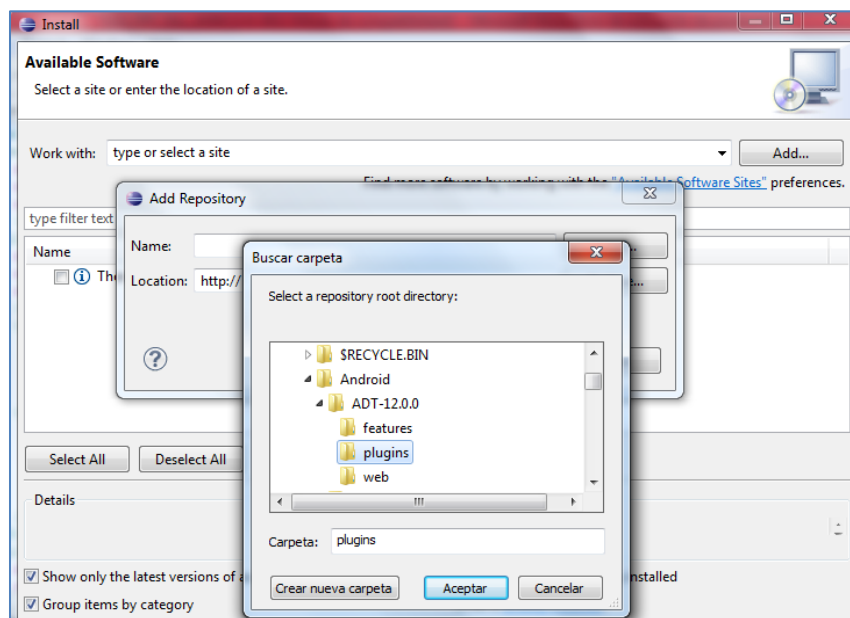 Install
Available Software
Select a site or enter the location of a site.
Work with: type or select a site Add...
Find more software by working with the "Available Software Sites" preferences.
Add Repository
type filter text
Name
Name:
Buscar carpeta
Location: http://
Select a repository root directory:
$RECYCLE.BIN
Android
ADT-12.0.0
features
plugins
web
Select All Deselect All
Details
Carpeta: plugins
Show only the latest versions of
Crear nueva carpeta Aceptar Cancelar
Group items by category